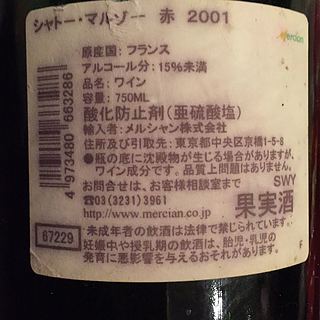 シャトー・マルゾー 赤 2001
Mercian
原産国: フランス
アルコール分: 15%未満
品名: ワイン
容量: 750ML
酸化防止剤(亜硫酸塩)
輸入者: メルシャン株式会社
住所及び引取先: 東京都中央区京橋1-5-8
●瓶の底に沈殿物が生じる場合がありますが、
ワイン成分です。品質上問題はありません。
お問合せは、お客様相談室まで SWY
☎03(3231)3961
http://www.mercian.co.jp
果実酒
67229
未成年者の飲酒は法律で禁じられています。
妊娠中や授乳期の飲酒は、胎児・乳児の
発育に悪影響を与えるおそれがあります。
F
4973480663286